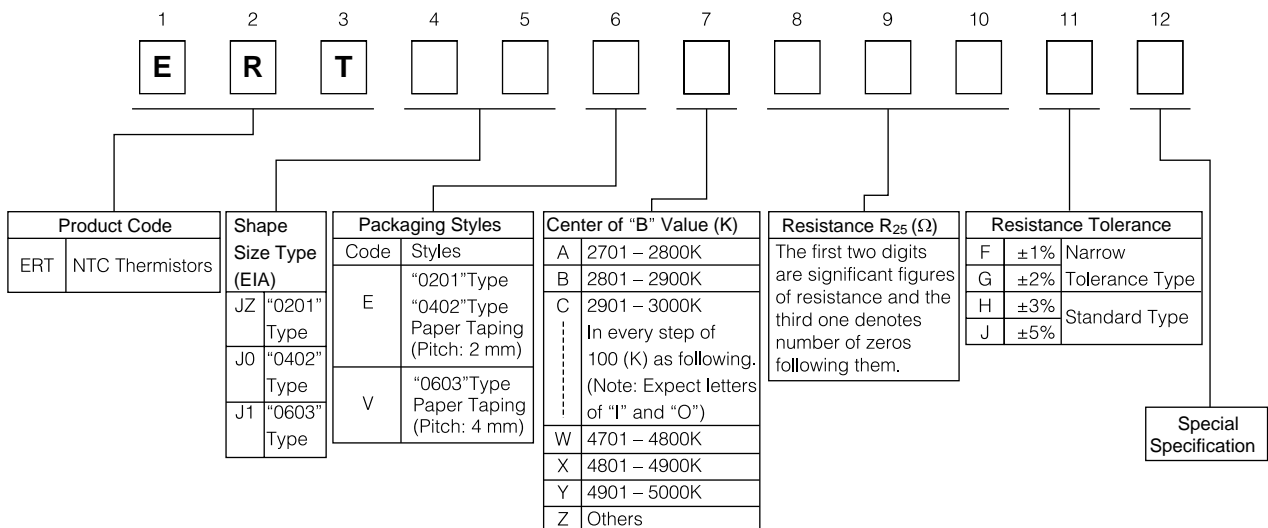 1 2 3 4 5 6 7 8 9 10 11 12
E R T
Product Code
ERT NTC Thermistors
Shape
Size Type
(EIA)
JZ "0201"
Type
J0 "0402"
Type
J1 "0603"
Type
Packaging Styles
Code Styles
E "0201"Type
"0402"Type
Paper Taping
(Pitch: 2 mm)
V "0603"Type
Paper Taping
(Pitch: 4 mm)
Center of “B” Value (K)
A 2701 – 2800K
B 2801 – 2900K
C 2901 – 3000K
In every step of
100 (K) as following.
(Note: Expect letters
of “I” and “O”)
W 4701 – 4800K
X 4801 – 4900K
Y 4901 – 5000K
Z Others
Resistance R25 (Ω)
The first two digits
are significant figures
of resistance and the
third one denotes
number of zeros
following them.
Resistance Tolerance
F ±1% Narrow
G ±2% Tolerance Type
H ±3% Standard Type
J ±5%
Special
Specification